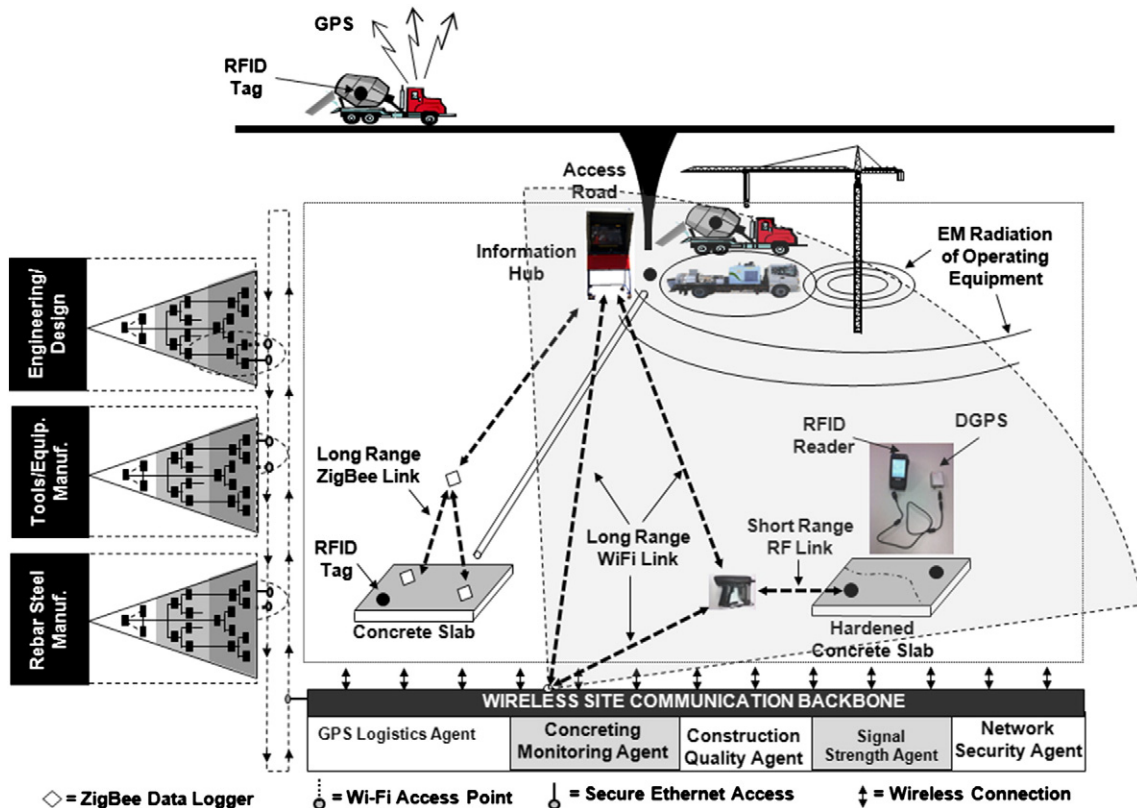 GPS
RFID
Tag
Access
Road
Information
Hub
EM Radiation
of Operating
Equipment
Engineering/
Design
Tools/Equip.
Manuf.
Rebar Steel
Manuf.
Long Range
ZigBee Link
RFID
Tag
Concrete Slab
Long Range
WiFi Link
RFID
Reader
DGPS
Short Range
RF Link
Hardened
Concrete Slab
WIRELESS SITE COMMUNICATION BACKBONE
GPS Logistics Agent
Concreting
Monitoring Agent
Construction
Quality Agent
Signal
Strength Agent
Network
Security Agent
= ZigBee Data Logger
= Wi-Fi Access Point
= Secure Ethernet Access
= Wireless Connection